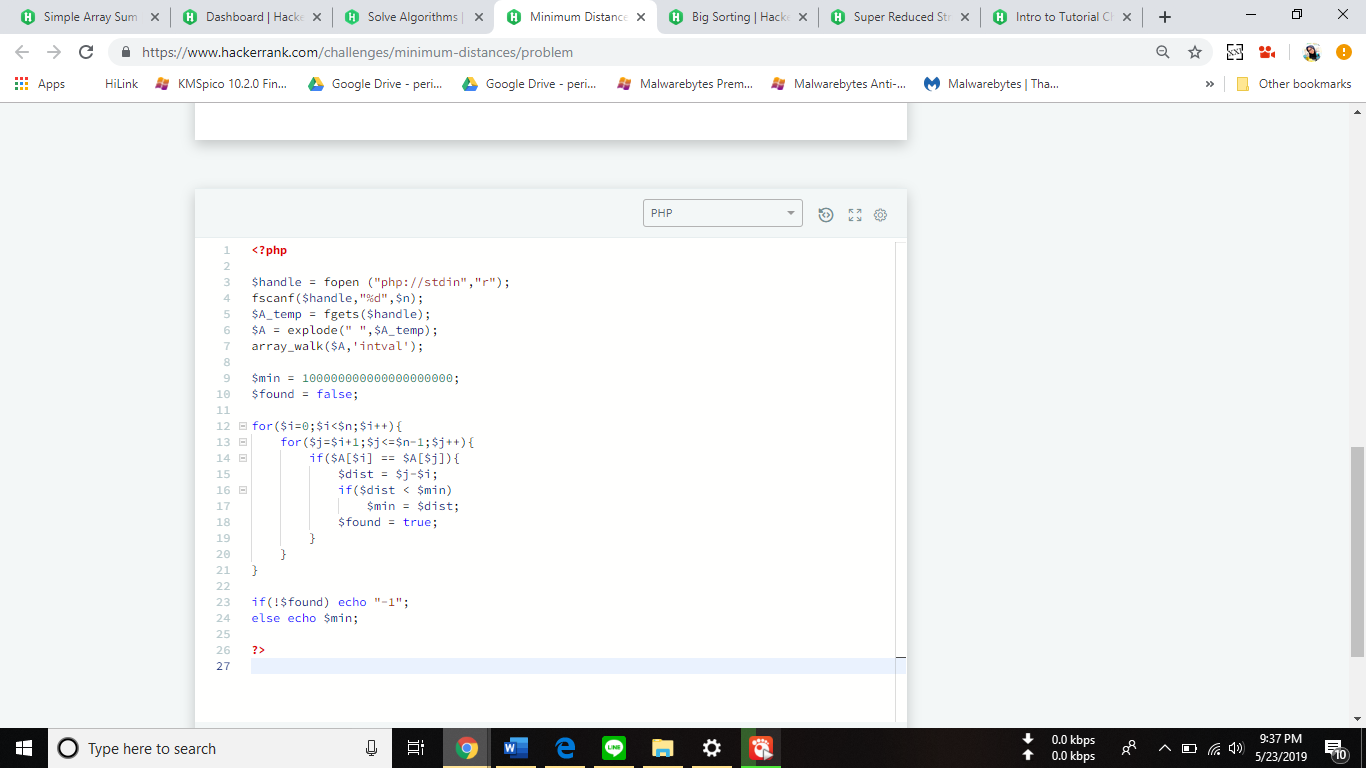 Simple Array Sum
Dashboard | Hacke
Solve Algorithms |
Minimum Distance
Big Sorting | Hacke
Super Reduced Str
Intro to Tutorial Ch
https://www.hackerrank.com/challenges/minimum-distances/problem
Apps HiLink KMSpico 10.2.0 Fin... Google Drive - peri... Google Drive - peri... Malwarebytes Prem... Malwarebytes Anti-... Malwarebytes | Tha... » Other bookmarks
PHP
1 <?php
2
3 $handle = fopen ("php://stdin","r");
4 fscanf($handle,"%d",$n);
5 $A_temp = fgets($handle);
6 $A = explode(" ",$A_temp);
7 array_walk($A,'intval');
8
9 $min = 100000000000000000000;
10 $found = false;
11
12 for($i=0;$i<$n;$i++){
13 for($j=$i+1;$j<=$n-1;$j++){
14 if($A[$i] == $A[$j]){
15 $dist = $j-$i;
16 if($dist < $min)
17 $min = $dist;
18 $found = true;
19 }
20 }
21 }
22
23 if(!$found) echo "-1";
24 else echo $min;
25
26 ?>
27
Type here to search
LINE
0.0 kbps
0.0 kbps
9:37 PM
5/23/2019
10